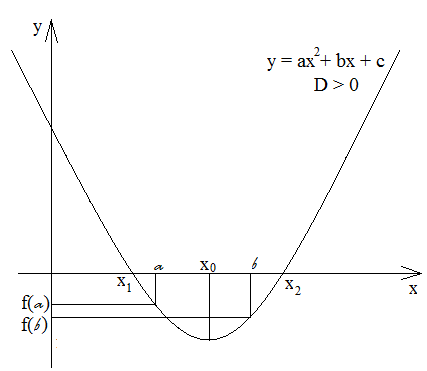 y
y = ax² + bx + c
D > 0
x₁
a
x₀
b
x₂
x
f(a)
f(b)